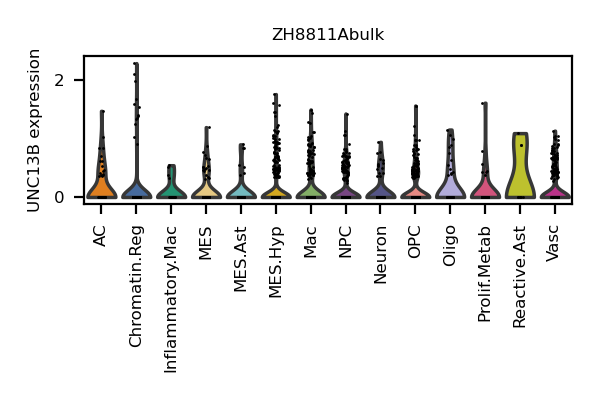 ZH8811Abulk
UNC13B expression
2
0
AC
Chromatin.Reg
Inflammatory.Mac
MES
MES.Ast
MES.Hyp
Mac
NPC
Neuron
OPC
Oligo
Prolif.Metab
Reactive.Ast
Vasc